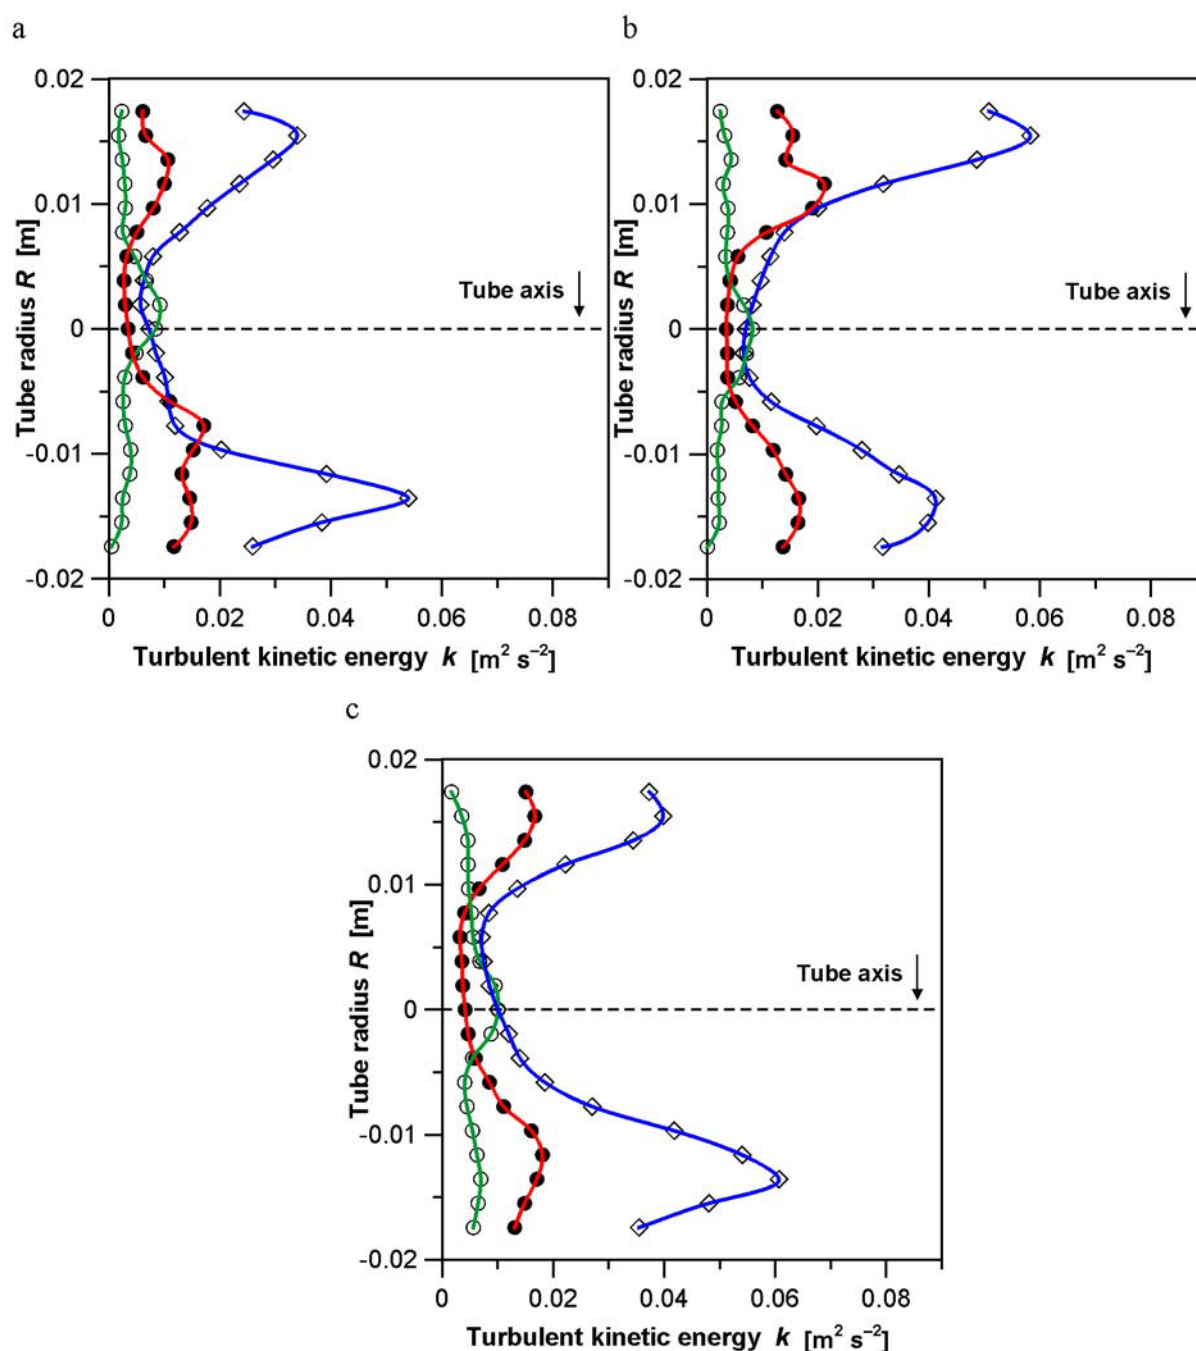 a
0.02
0.01
0
-0.01
-0.02
Tube radius R [m]
Tube axis
0 0.02 0.04 0.06 0.08
Turbulent kinetic energy k [m² s⁻²]
b
0.02
0.01
0
-0.01
-0.02
Tube radius R [m]
Tube axis
0 0.02 0.04 0.06 0.08
Turbulent kinetic energy k [m² s⁻²]
c
0.02
0.01
0
-0.01
-0.02
Tube radius R [m]
Tube axis
0 0.02 0.04 0.06 0.08
Turbulent kinetic energy k [m² s⁻²]